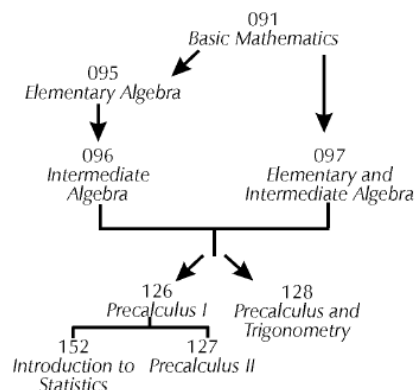 091
Basic Mathematics
095
Elementary Algebra
096
Intermediate
Algebra
097
Elementary and
Intermediate Algebra
126
Precalculus I
128
Precalculus and
Trigonometry
152
Introduction to
Statistics
127
Precalculus II